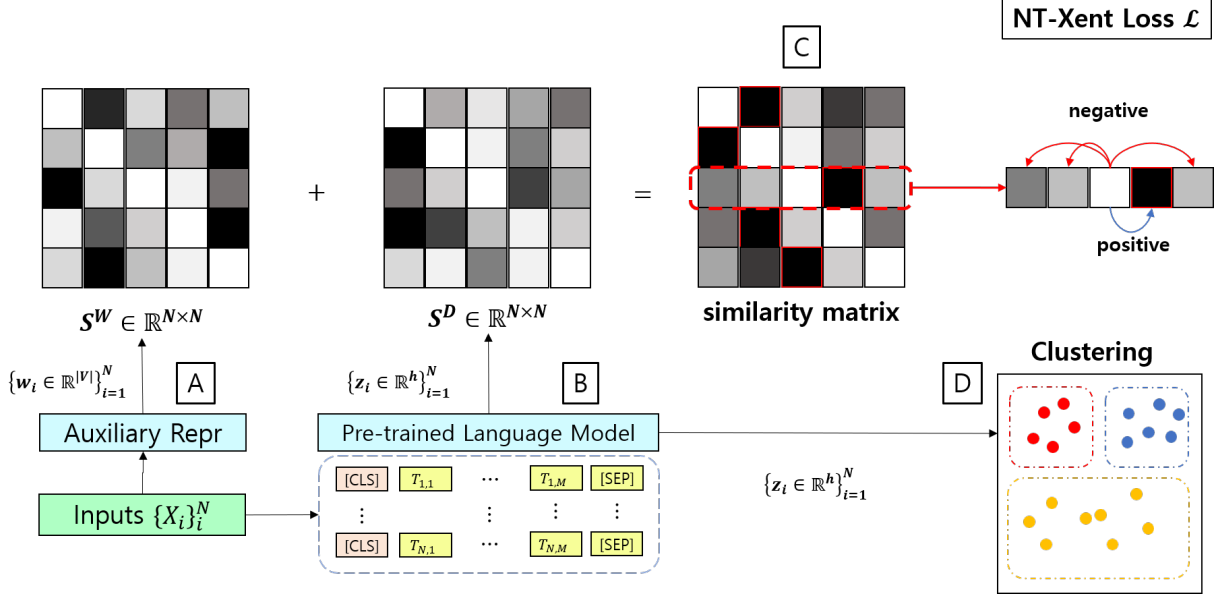 NT-Xent Loss ℒ
C
negative
+
=
positive
S^W ∈ ℝ^{N×N}
S^D ∈ ℝ^{N×N}
similarity matrix
{w_i ∈ ℝ^{|V|}}_{i=1}^N
A
{z_i ∈ ℝ^h}_{i=1}^N
B
D
Clustering
Auxiliary Repr
Pre-trained Language Model
{z_i ∈ ℝ^h}_{i=1}^N
Inputs {X_i}_i^N
[CLS] T_{1,1} ⋯ T_{1,M} [SEP]
⋮ ⋮ ⋮ ⋮
[CLS] T_{N,1} ⋯ T_{N,M} [SEP]